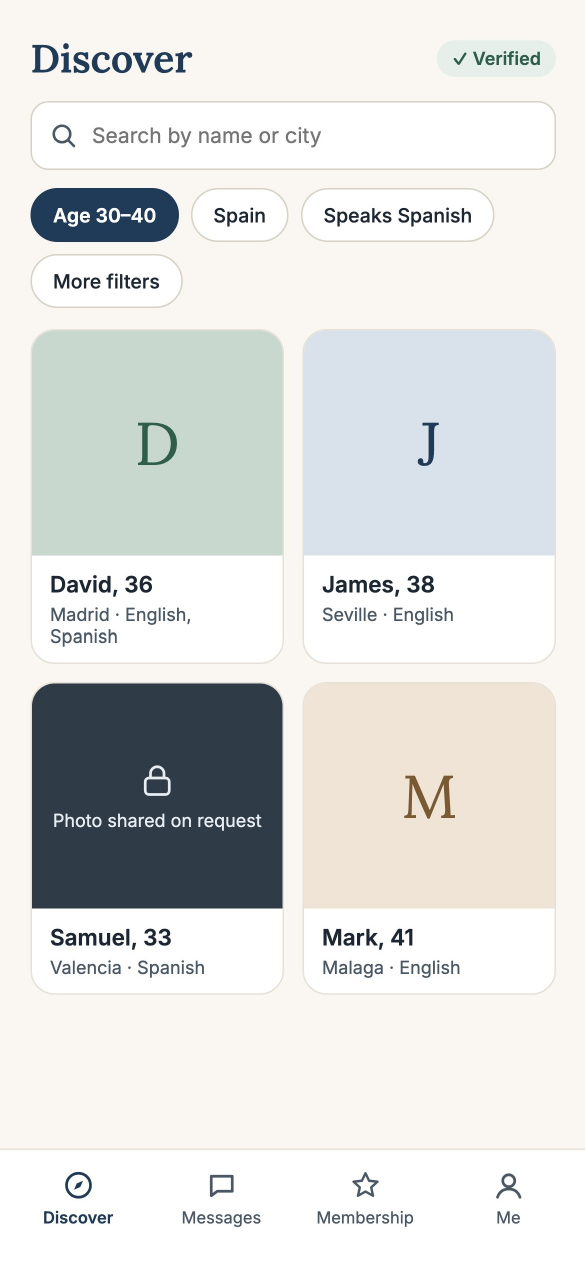 Discover
✓ Verified
Search by name or city
Age 30–40
Spain
Speaks Spanish
More filters
D
J
David, 36
Madrid · English,
Spanish
James, 38
Seville · English
Photo shared on request
M
Samuel, 33
Valencia · Spanish
Mark, 41
Malaga · English
Discover
Messages
Membership
Me